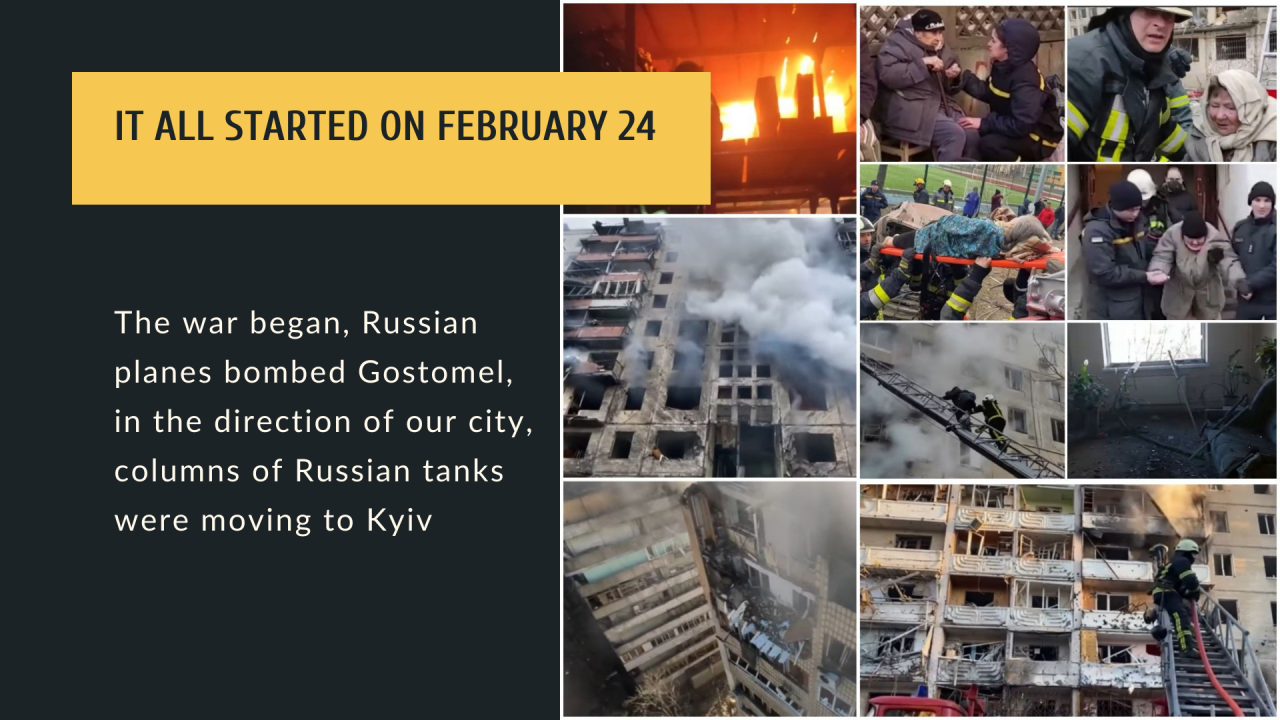 IT ALL STARTED ON FEBRUARY 24
The war began, Russian
planes bombed Gostomel,
in the direction of our city,
columns of Russian tanks
were moving to Kyiv